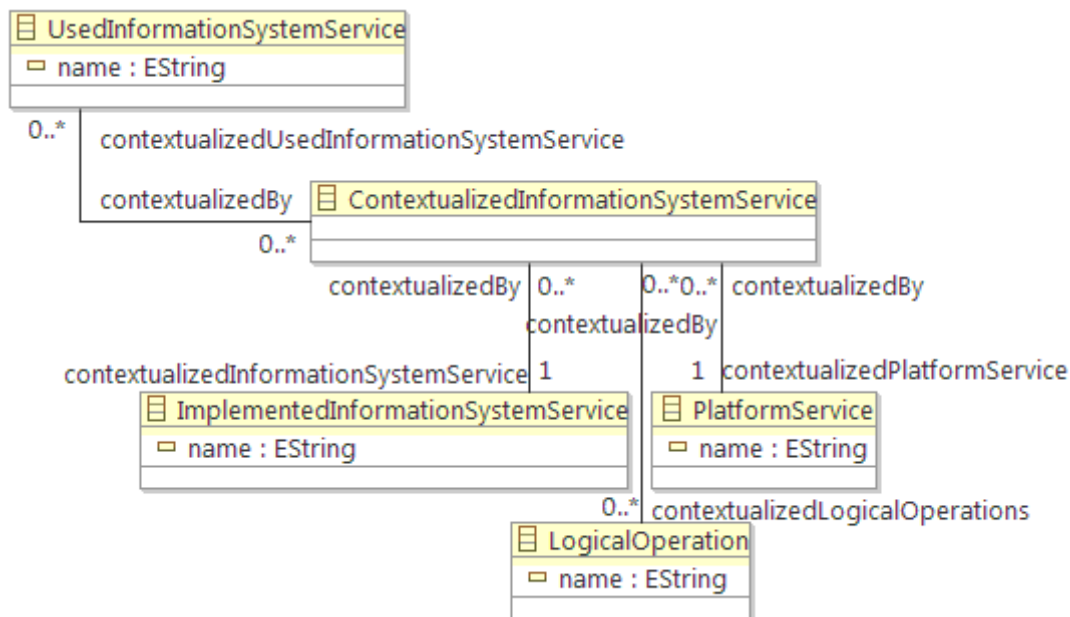 UsedInformationSystemService
name : EString
0..*
contextualizedUsedInformationSystemService
contextualizedBy
ContextualizedInformationSystemService
0..*
contextualizedBy 0..* 0..* 0..* contextualizedBy
contextualizedBy
contextualizedInformationSystemService 1 1 contextualizedPlatformService
ImplementedInformationSystemService PlatformService
name : EString name : EString
0..* contextualizedLogicalOperations
LogicalOperation
name : EString